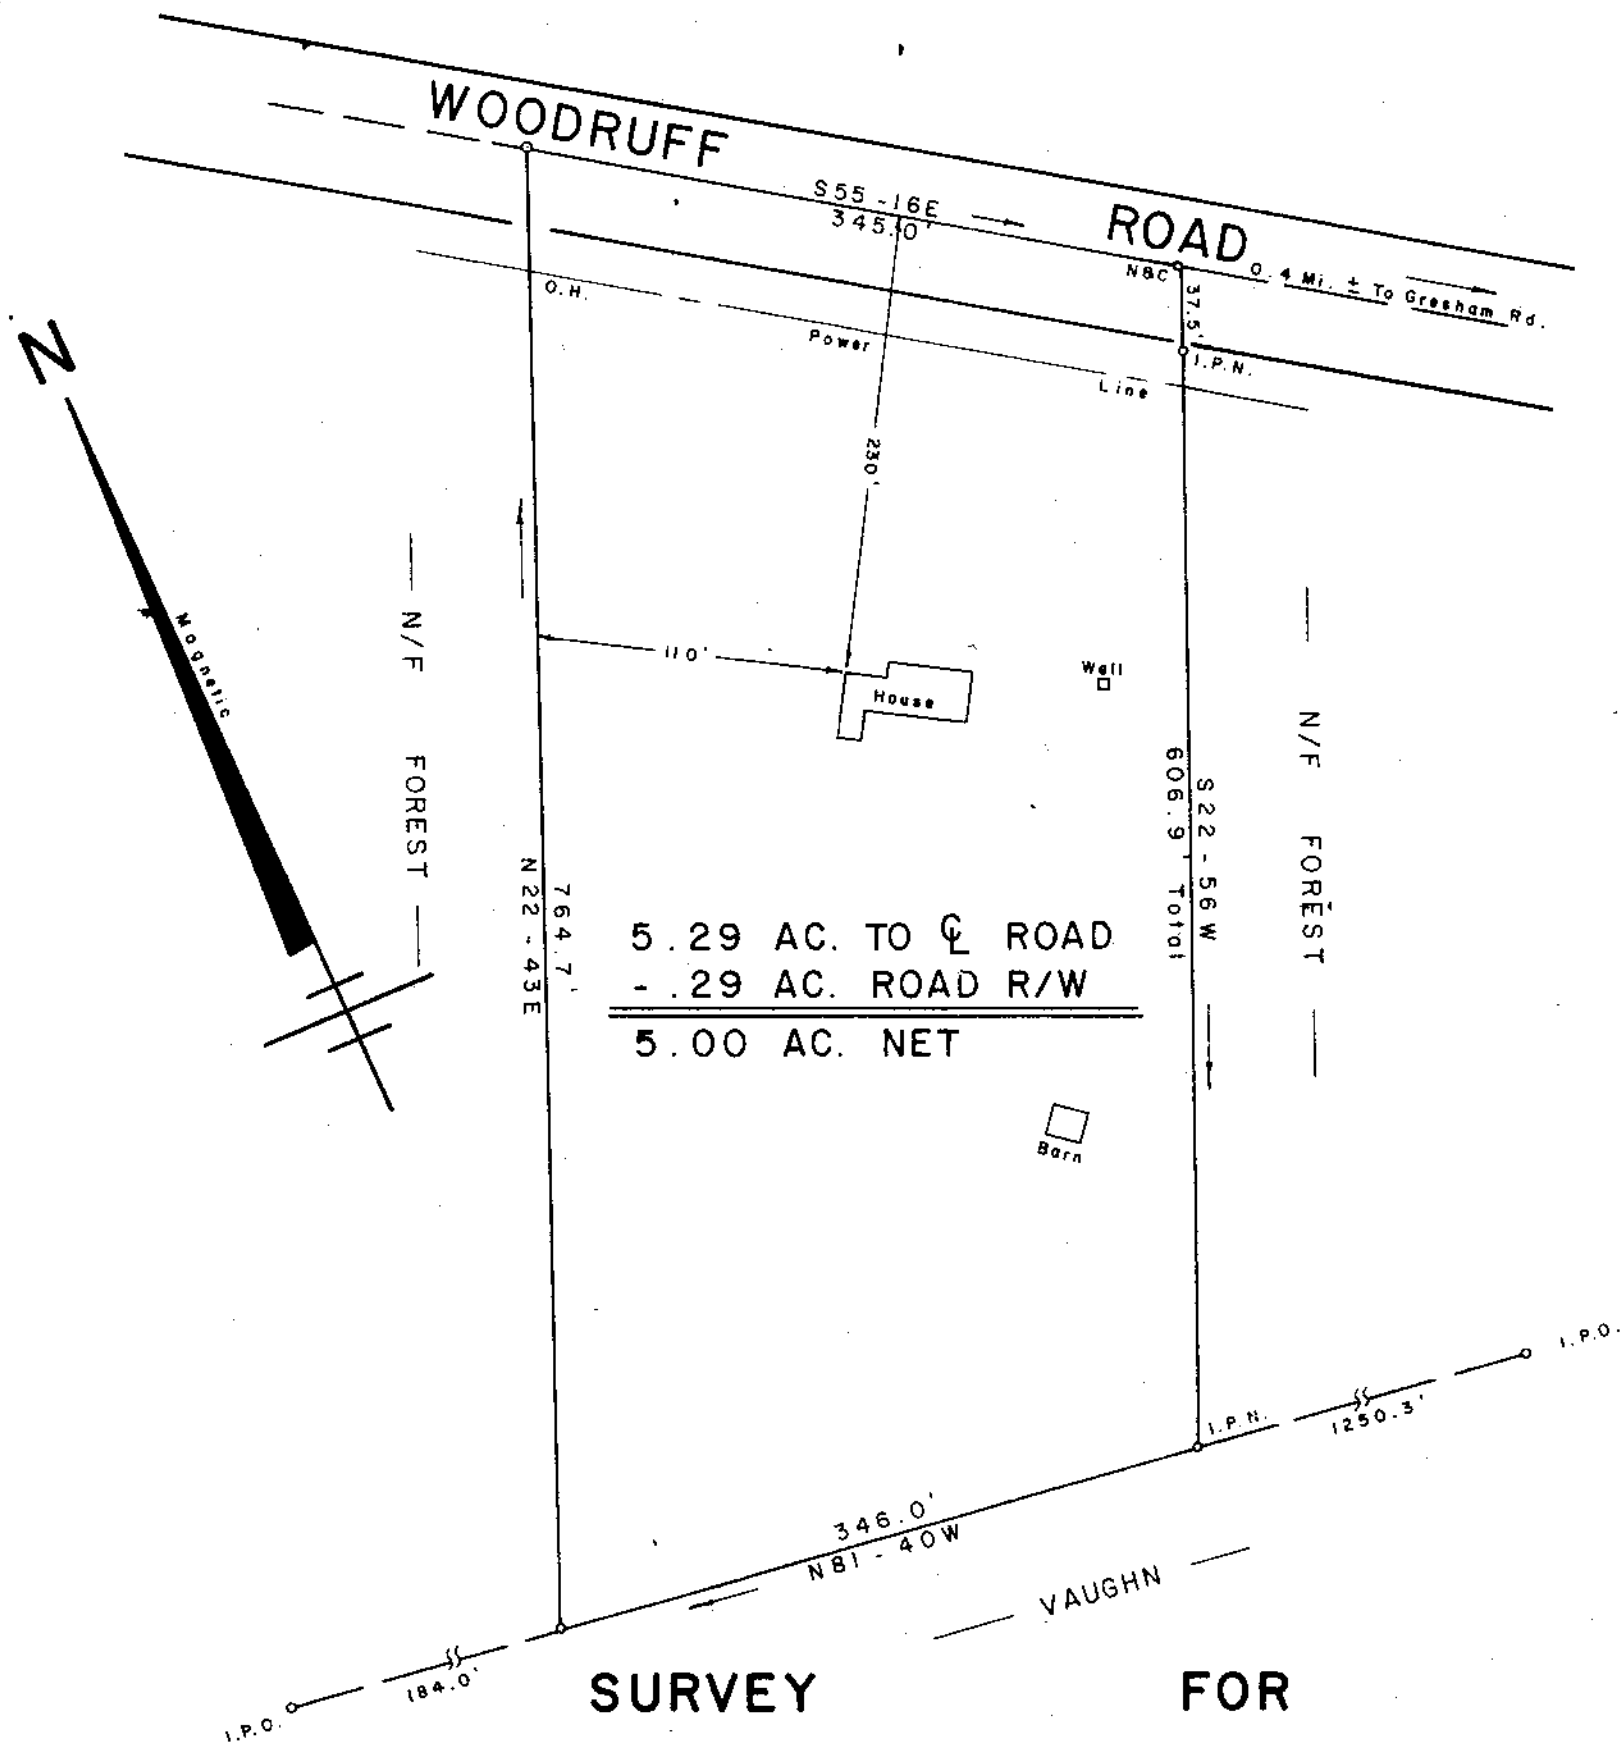 WOODRUFF ROAD
S55-16E
345.0'
N&C
0.4 Mi. ± To Gresham Rd.
37.5'
I.P.N.
O.H. Power Line
N
Magnetic
230'
110'
House
Well
N/F FOREST
N/F FOREST
S22-56W
606.9' Total
764.7'
N22-43E
5.29 AC. TO ℄ ROAD
- .29 AC. ROAD R/W
5.00 AC. NET
Barn
I.P.O.
1250.3'
I.P.N.
346.0'
N81-40W
VAUGHN
184.0'
I.P.O.
SURVEY FOR